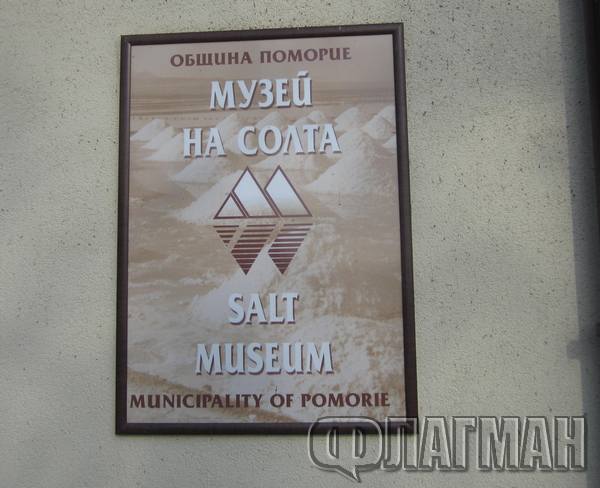 ОБЩИНА ПОМОРИЕ
МУЗЕЙ
НА СОЛТА
SALT
MUSEUM
MUNICIPALITY OF POMORIE
ФЛАГМАН